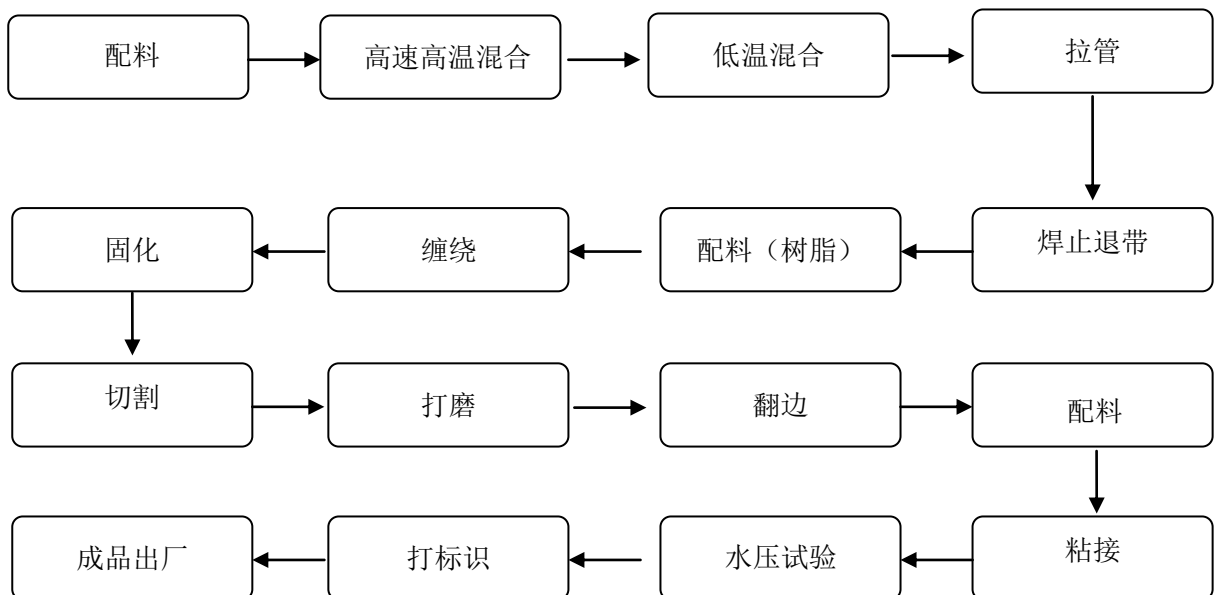 配料
高速高温混合
低温混合
拉管
焊止退带
配料（树脂）
缠绕
固化
切割
打磨
翻边
配料
粘接
水压试验
打标识
成品出厂